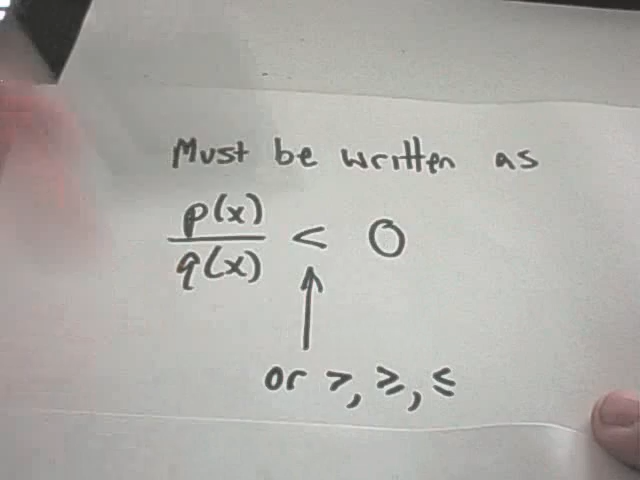 Must be written as
p(x)
q(x) < 0
or >, ≥, ≤